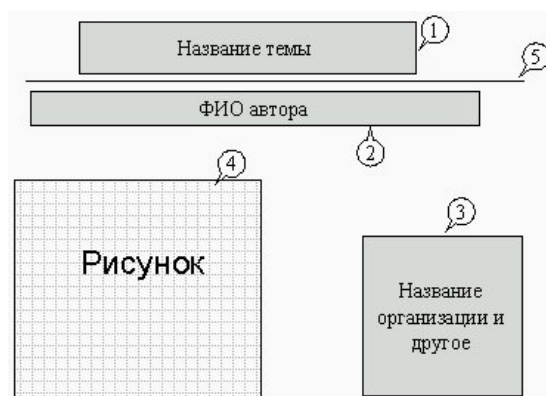 1
Название темы
5
ФИО автора
2
4
3
Рисунок
Название
организации и
другое